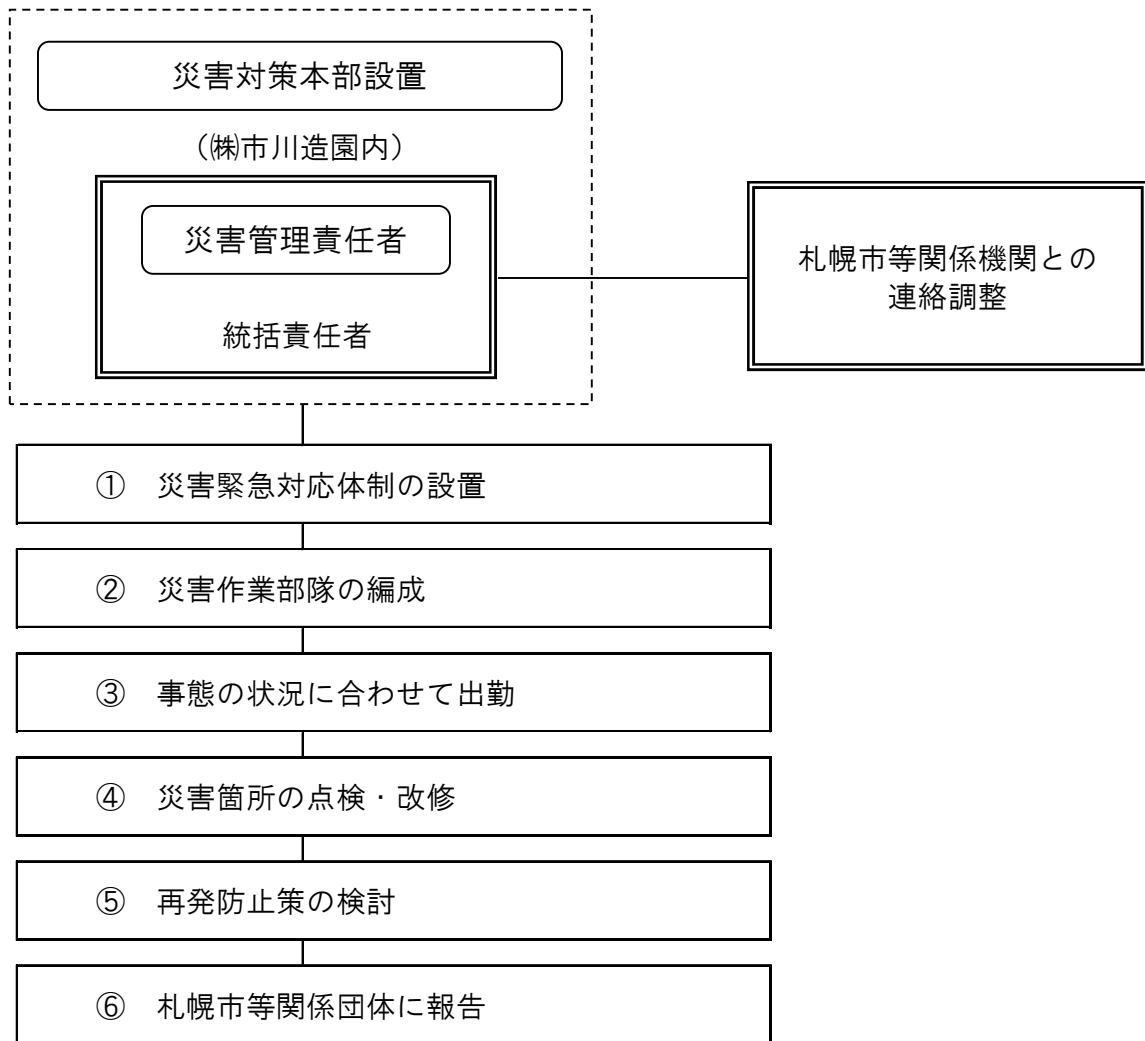 災害対策本部設置
（㈱市川造園内）
災害管理責任者
統括責任者
札幌市等関係機関との
連絡調整
①　災害緊急対応体制の設置
②　災害作業部隊の編成
③　事態の状況に合わせて出勤
④　災害箇所の点検・改修
⑤　再発防止策の検討
⑥　札幌市等関係団体に報告